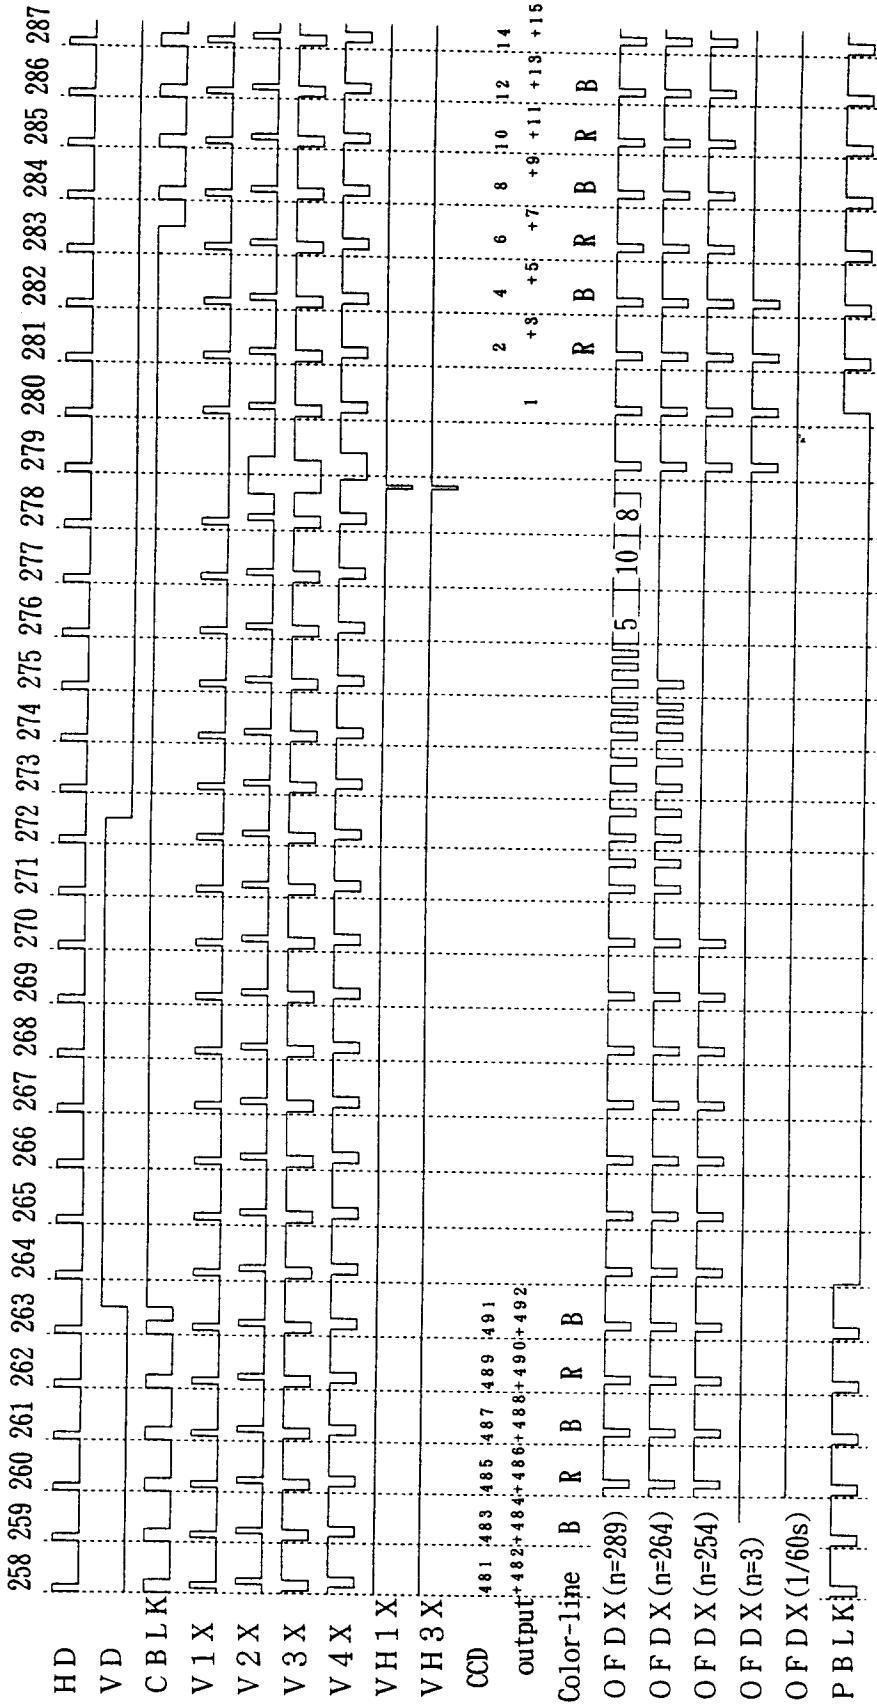 258 259 260 261 262 263 264 265 266 267 268 269 270 271 272 273 274 275 276 277 278 279 280 281 282 283 284 285 286 287
HD
VD
CBLK
V1X
V2X
V3X
V4X
VH1X
VH3X
CCD 481 483 485 487 489 491 2 4 6 8 10 12 14
output +482 +484 +486 +488 +490 +492 1 +3 +5 +7 +9 +11 +13 +15
Color-line B R B R B R B R B R B
OFDX(n=289) 5 10 8
OFDX(n=264)
OFDX(n=254)
OFDX(n=3)
OFDX(1/60s)
PBLK